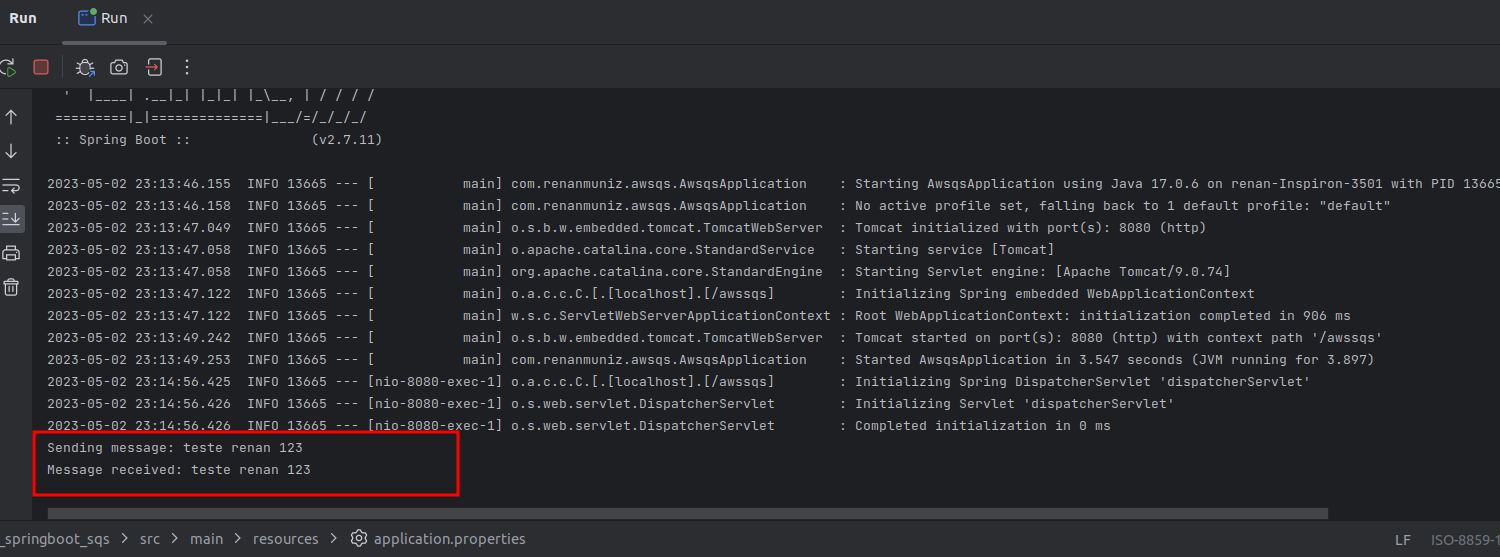 Run Run
'  |____| .__|_| |_|_| |_\__, | / / / /
=========|_|==============|___/=/_/_/_/
:: Spring Boot :: (v2.7.11)
2023-05-02 23:13:46.155  INFO 13665 --- [           main] com.renanmuniz.awsqs.AwsqsApplication    : Starting AwsqsApplication using Java 17.0.6 on renan-Inspiron-3501 with PID 13665
2023-05-02 23:13:46.158  INFO 13665 --- [           main] com.renanmuniz.awsqs.AwsqsApplication    : No active profile set, falling back to 1 default profile: "default"
2023-05-02 23:13:47.049  INFO 13665 --- [           main] o.s.b.w.embedded.tomcat.TomcatWebServer  : Tomcat initialized with port(s): 8080 (http)
2023-05-02 23:13:47.058  INFO 13665 --- [           main] o.apache.catalina.core.StandardService   : Starting service [Tomcat]
2023-05-02 23:13:47.058  INFO 13665 --- [           main] org.apache.catalina.core.StandardEngine  : Starting Servlet engine: [Apache Tomcat/9.0.74]
2023-05-02 23:13:47.122  INFO 13665 --- [           main] o.a.c.c.C.[.[localhost].[/awssqs]        : Initializing Spring embedded WebApplicationContext
2023-05-02 23:13:47.122  INFO 13665 --- [           main] w.s.c.ServletWebServerApplicationContext : Root WebApplicationContext: initialization completed in 906 ms
2023-05-02 23:13:49.242  INFO 13665 --- [           main] o.s.b.w.embedded.tomcat.TomcatWebServer  : Tomcat started on port(s): 8080 (http) with context path '/awssqs'
2023-05-02 23:13:49.253  INFO 13665 --- [           main] com.renanmuniz.awsqs.AwsqsApplication    : Started AwsqsApplication in 3.547 seconds (JVM running for 3.897)
2023-05-02 23:14:56.425  INFO 13665 --- [nio-8080-exec-1] o.a.c.c.C.[.[localhost].[/awssqs]        : Initializing Spring DispatcherServlet 'dispatcherServlet'
2023-05-02 23:14:56.426  INFO 13665 --- [nio-8080-exec-1] o.s.web.servlet.DispatcherServlet        : Initializing Servlet 'dispatcherServlet'
2023-05-02 23:14:56.426  INFO 13665 --- [nio-8080-exec-1] o.s.web.servlet.DispatcherServlet        : Completed initialization in 0 ms
Sending message: teste renan 123
Message received: teste renan 123
_springboot_sqs > src > main > resources > application.properties LF ISO-8859-1